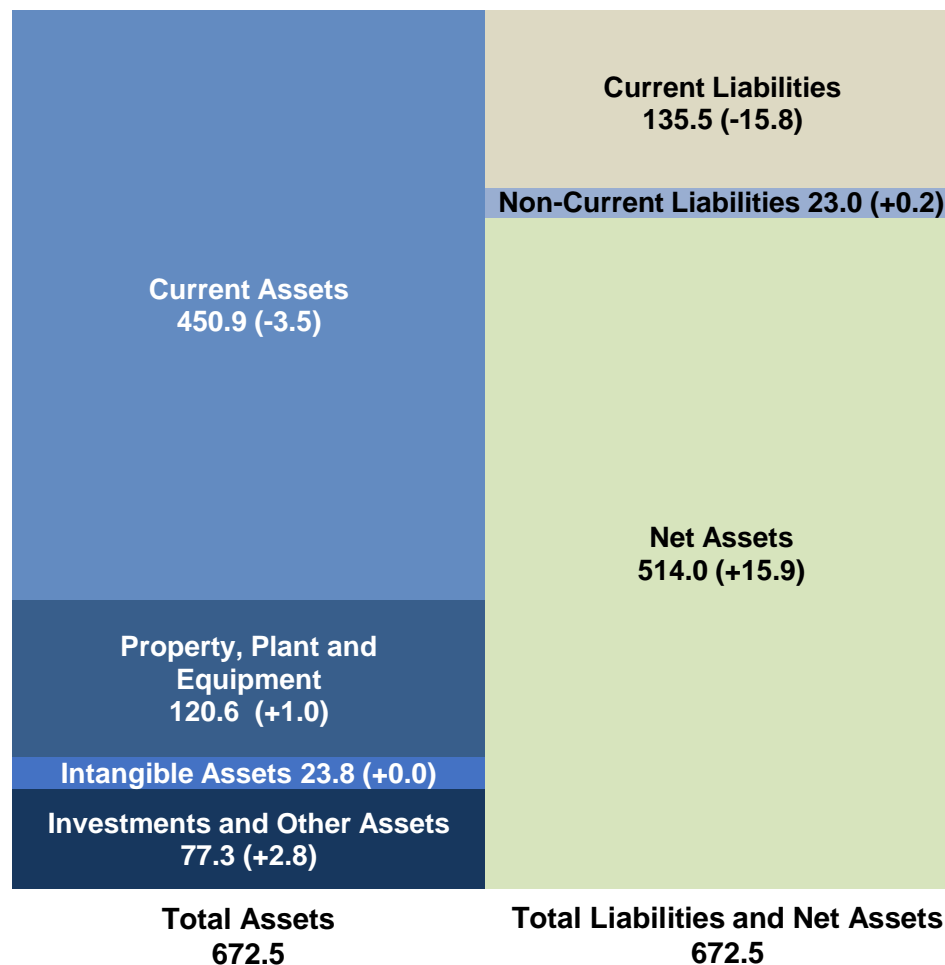 Current Assets
450.9 (-3.5)
Property, Plant and
Equipment
120.6  (+1.0)
Intangible Assets 23.8 (+0.0)
Investments and Other Assets
77.3 (+2.8)
Total Assets
672.5
Current Liabilities
135.5 (-15.8)
Non-Current Liabilities 23.0 (+0.2)
Net Assets
514.0 (+15.9)
Total Liabilities and Net Assets
672.5